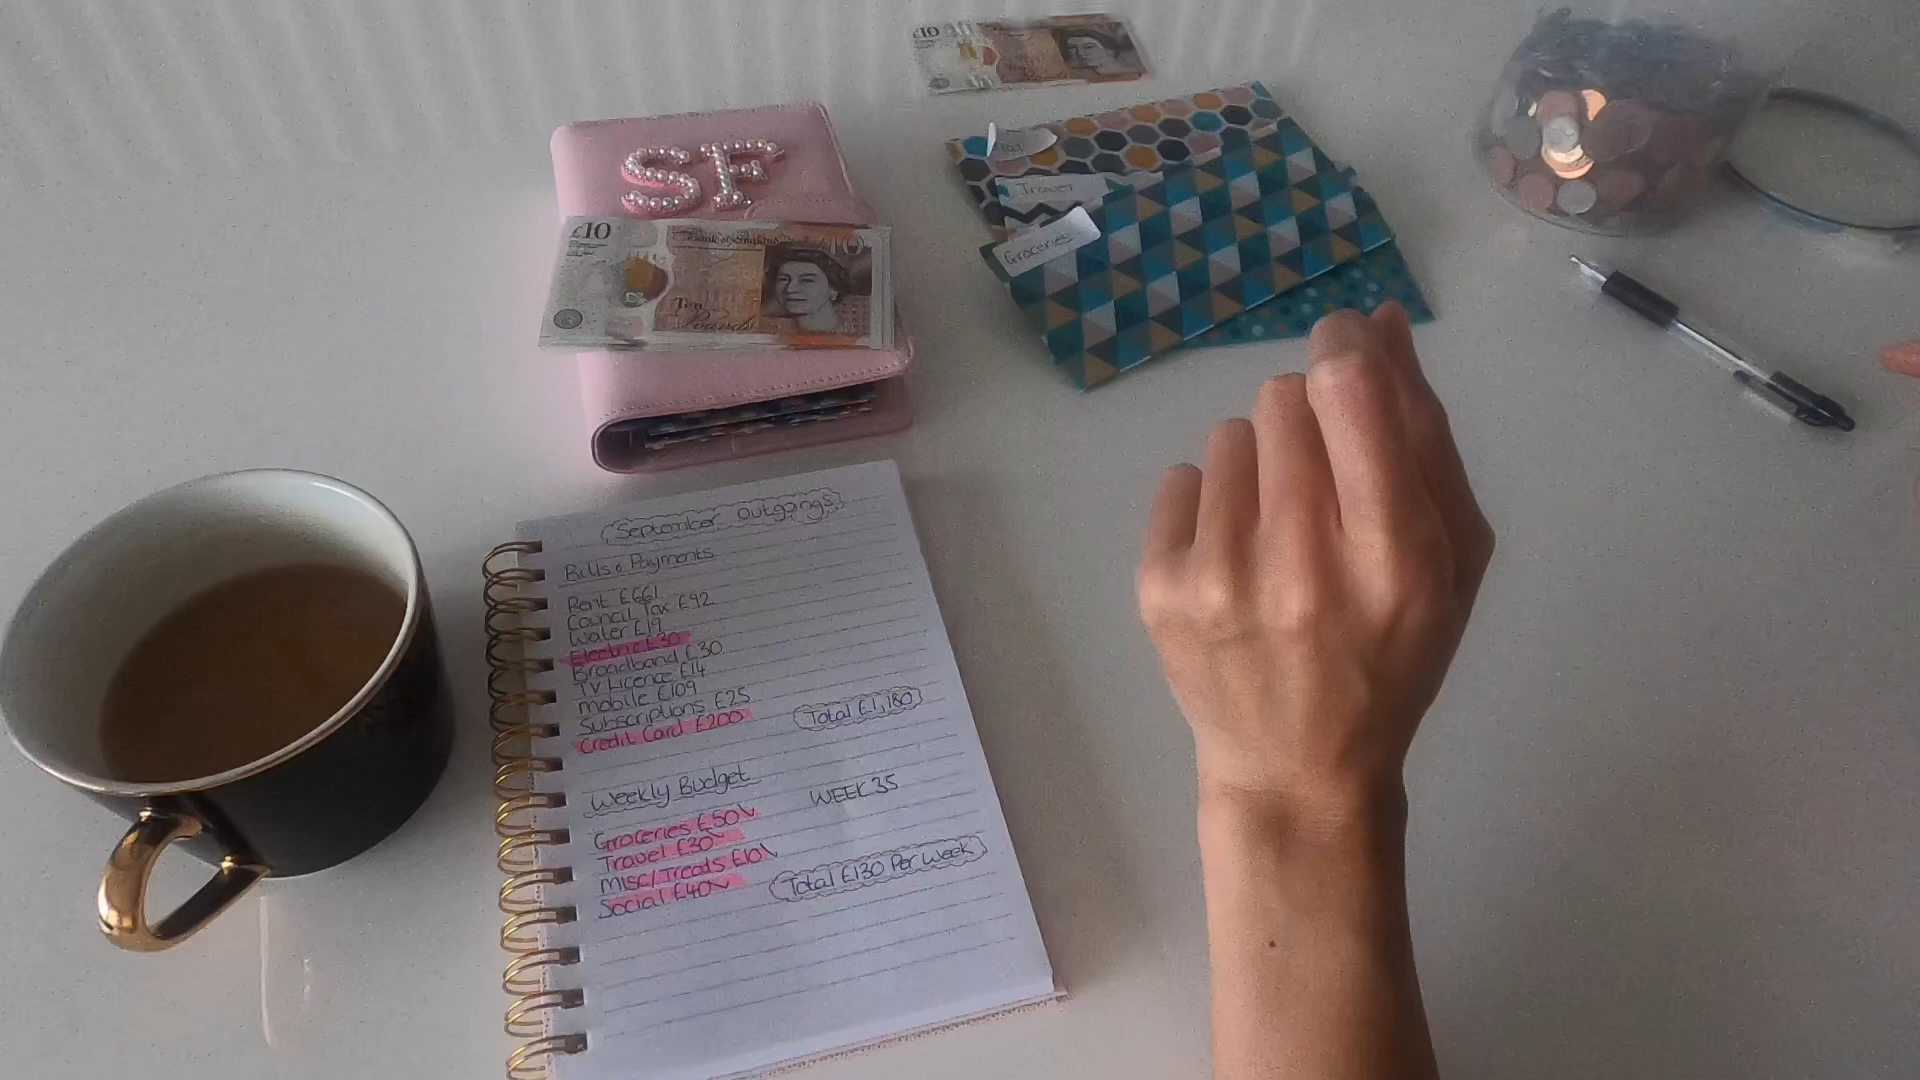 £10
SF
£10
Bank of England
10
Ten
Pounds
Travel
Groceries
September outgoings
Bills & Payments
Rent £661
Council Tax £92
Water £19
Electric £30
Broadband £30
TV Licence £14
Mobile £109
Subscriptions £25
Credit Card £200
Total £1,180
Weekly Budget
WEEK 35
Groceries £50
Travel £30
Misc/Treats £10
Social £40
Total £130 Per Week